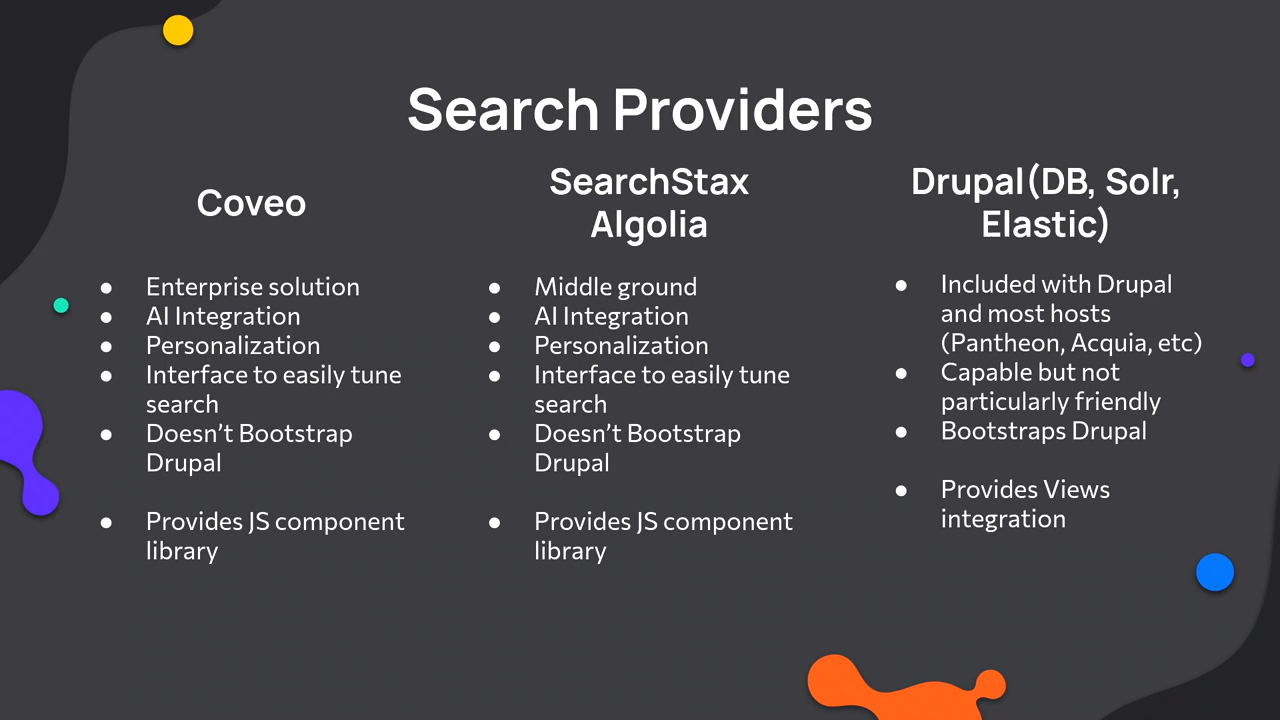 Search Providers
Coveo
● Enterprise solution
● AI Integration
● Personalization
● Interface to easily tune
search
● Doesn’t Bootstrap
Drupal
● Provides JS component
library
SearchStax
Algolia
● Middle ground
● AI Integration
● Personalization
● Interface to easily tune
search
● Doesn’t Bootstrap
Drupal
● Provides JS component
library
Drupal(DB, Solr,
Elastic)
● Included with Drupal
and most hosts
(Pantheon, Acquia, etc)
● Capable but not
particularly friendly
● Bootstraps Drupal
● Provides Views
integration